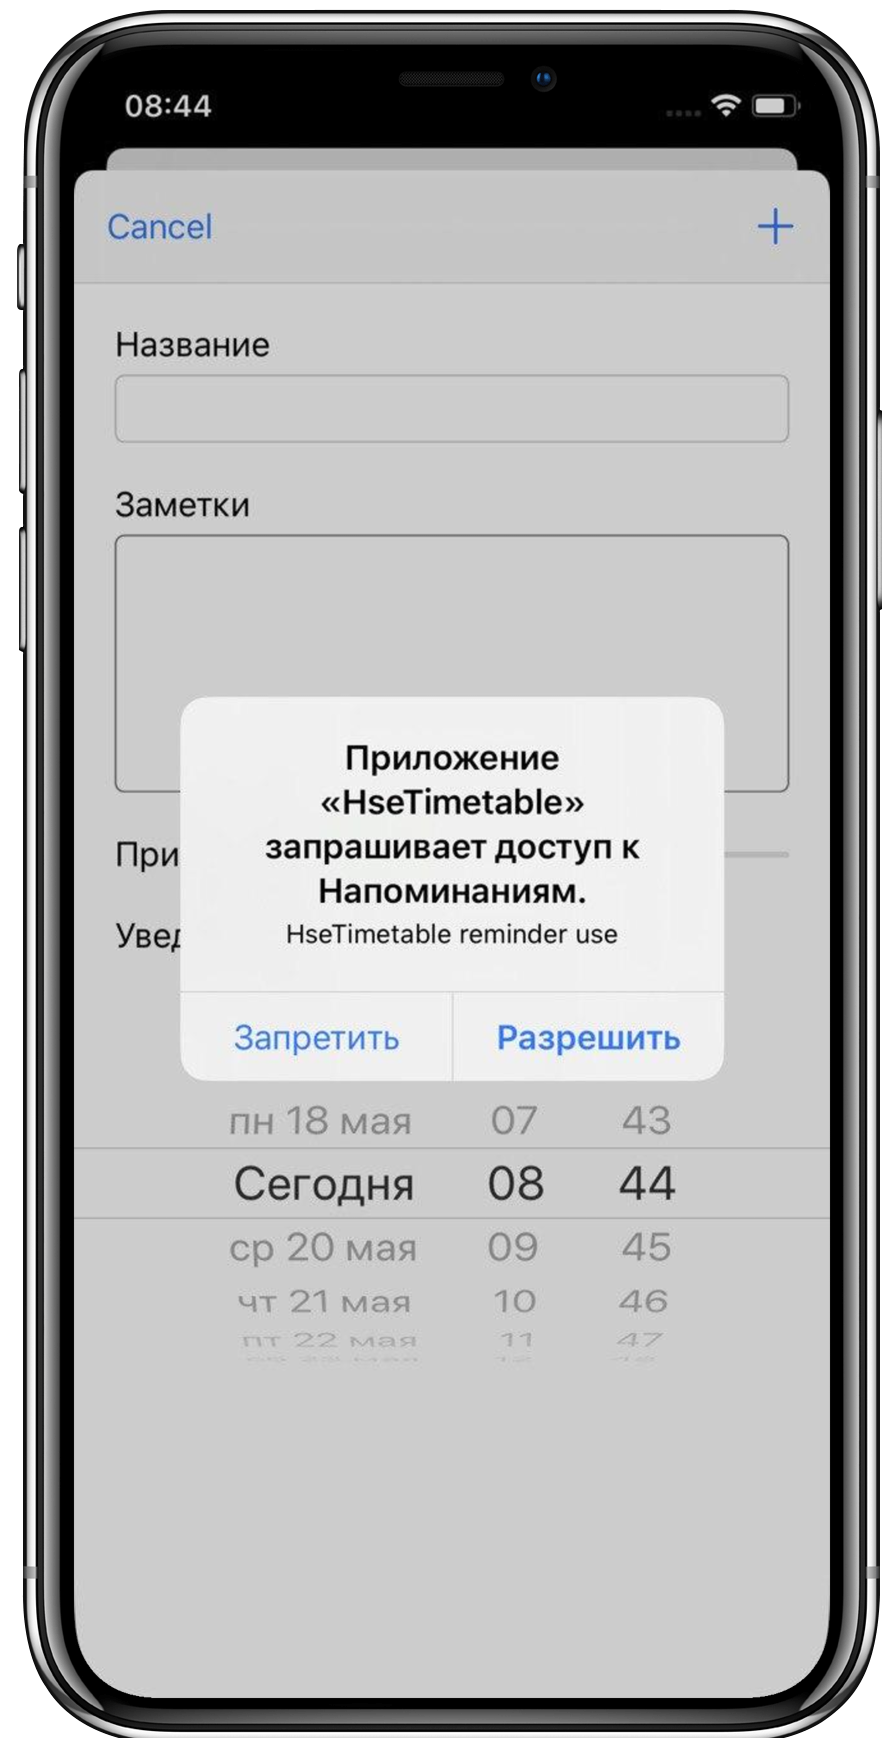 08:44
Cancel
Название
Заметки
Приложение
«HseTimetable»
запрашивает доступ к
Напоминаниям.
HseTimetable reminder use
При
Увед
Запретить Разрешить
пн 18 мая 07 43
Сегодня 08 44
ср 20 мая 09 45
чт 21 мая 10 46
пт 22 мая 11 47